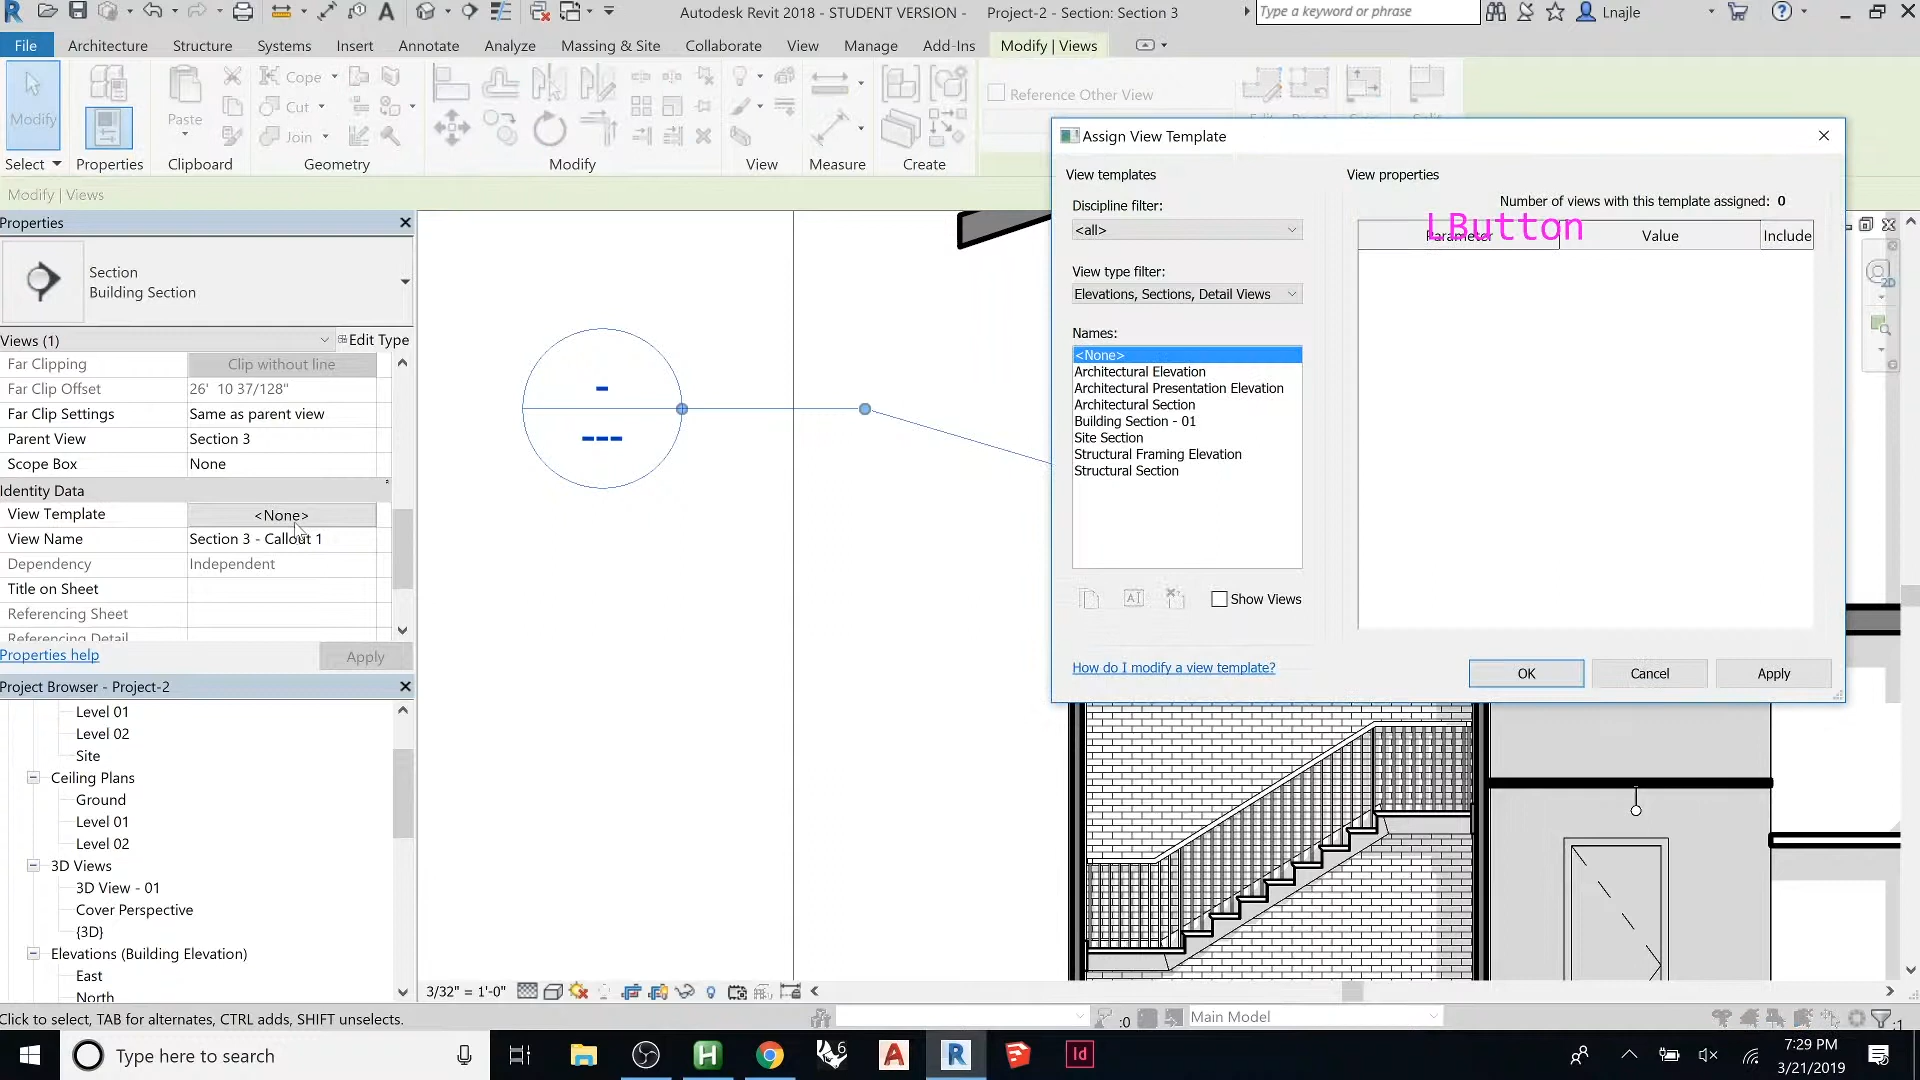 Autodesk Revit 2018 - STUDENT VERSION - Project-2 - Section: Section 3
Type a keyword or phrase
Lnajle
File Architecture Structure Systems Insert Annotate Analyze Massing & Site Collaborate View Manage Add-Ins Modify | Views
Modify
Paste
Cope
Cut
Join
Reference Other View
Select Properties Clipboard Geometry Modify View Measure Create
Modify | Views
Properties
Section
Building Section
Views (1) Edit Type
Far Clipping Clip without line
Far Clip Offset 26' 10 37/128"
Far Clip Settings Same as parent view
Parent View Section 3
Scope Box None
Identity Data
View Template <None>
View Name Section 3 - Callout 1
Dependency Independent
Title on Sheet
Referencing Sheet
Referencing Detail
Properties help Apply
Project Browser - Project-2
Level 01
Level 02
Site
Ceiling Plans
Ground
Level 01
Level 02
3D Views
3D View - 01
Cover Perspective
{3D}
Elevations (Building Elevation)
East
North
-
---
Assign View Template
View templates
Discipline filter:
<all>
View type filter:
Elevations, Sections, Detail Views
Names:
<None>
Architectural Elevation
Architectural Presentation Elevation
Architectural Section
Building Section - 01
Site Section
Structural Framing Elevation
Structural Section
Show Views
How do I modify a view template?
View properties
Number of views with this template assigned: 0
LButton
Parameter Value Include
OK Cancel Apply
2D
3/32" = 1'-0"
Click to select, TAB for alternates, CTRL adds, SHIFT unselects.
:0
Main Model
:1
Type here to search
H
6
A
R
Id
7:29 PM
3/21/2019